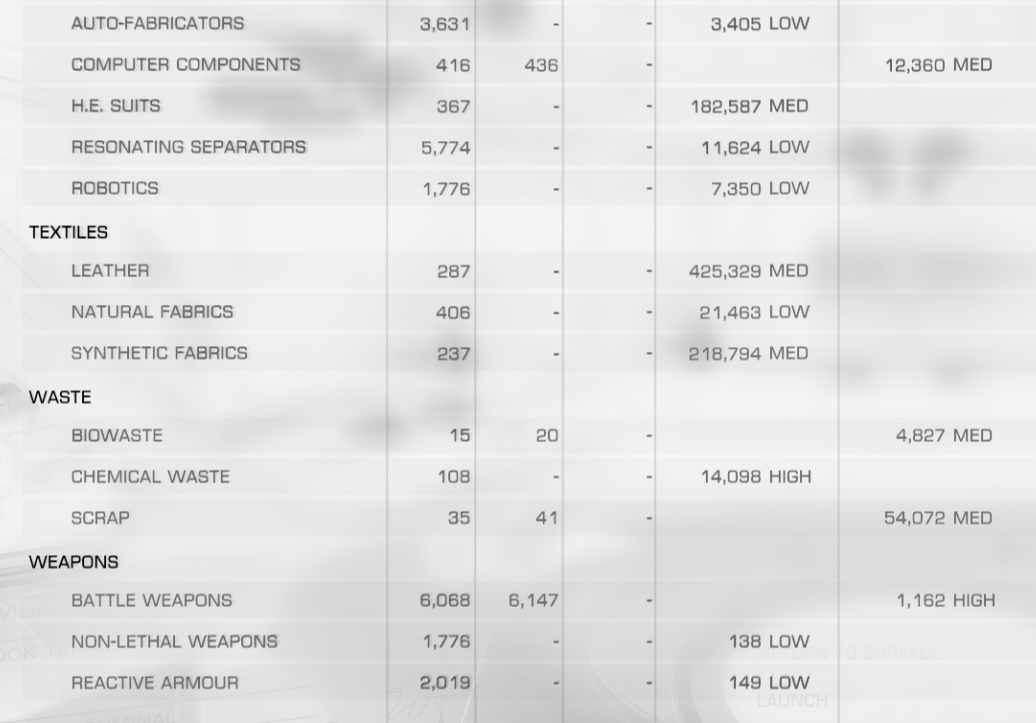 AUTO-FABRICATORS 3,631 - - 3,405 LOW
COMPUTER COMPONENTS 416 436 - 12,360 MED
H.E. SUITS 367 - - 182,587 MED
RESONATING SEPARATORS 5,774 - - 11,624 LOW
ROBOTICS 1,776 - - 7,350 LOW
TEXTILES
LEATHER 287 - - 425,329 MED
NATURAL FABRICS 406 - - 21,463 LOW
SYNTHETIC FABRICS 237 - - 218,794 MED
WASTE
BIOWASTE 15 20 - 4,827 MED
CHEMICAL WASTE 108 - - 14,098 HIGH
SCRAP 35 41 - 54,072 MED
WEAPONS
BATTLE WEAPONS 6,068 6,147 - 1,162 HIGH
NON-LETHAL WEAPONS 1,776 - - 138 LOW
RETURN TO SURFACE
REACTIVE ARMOUR 2,019 - - 149 LOW
LAUNCH